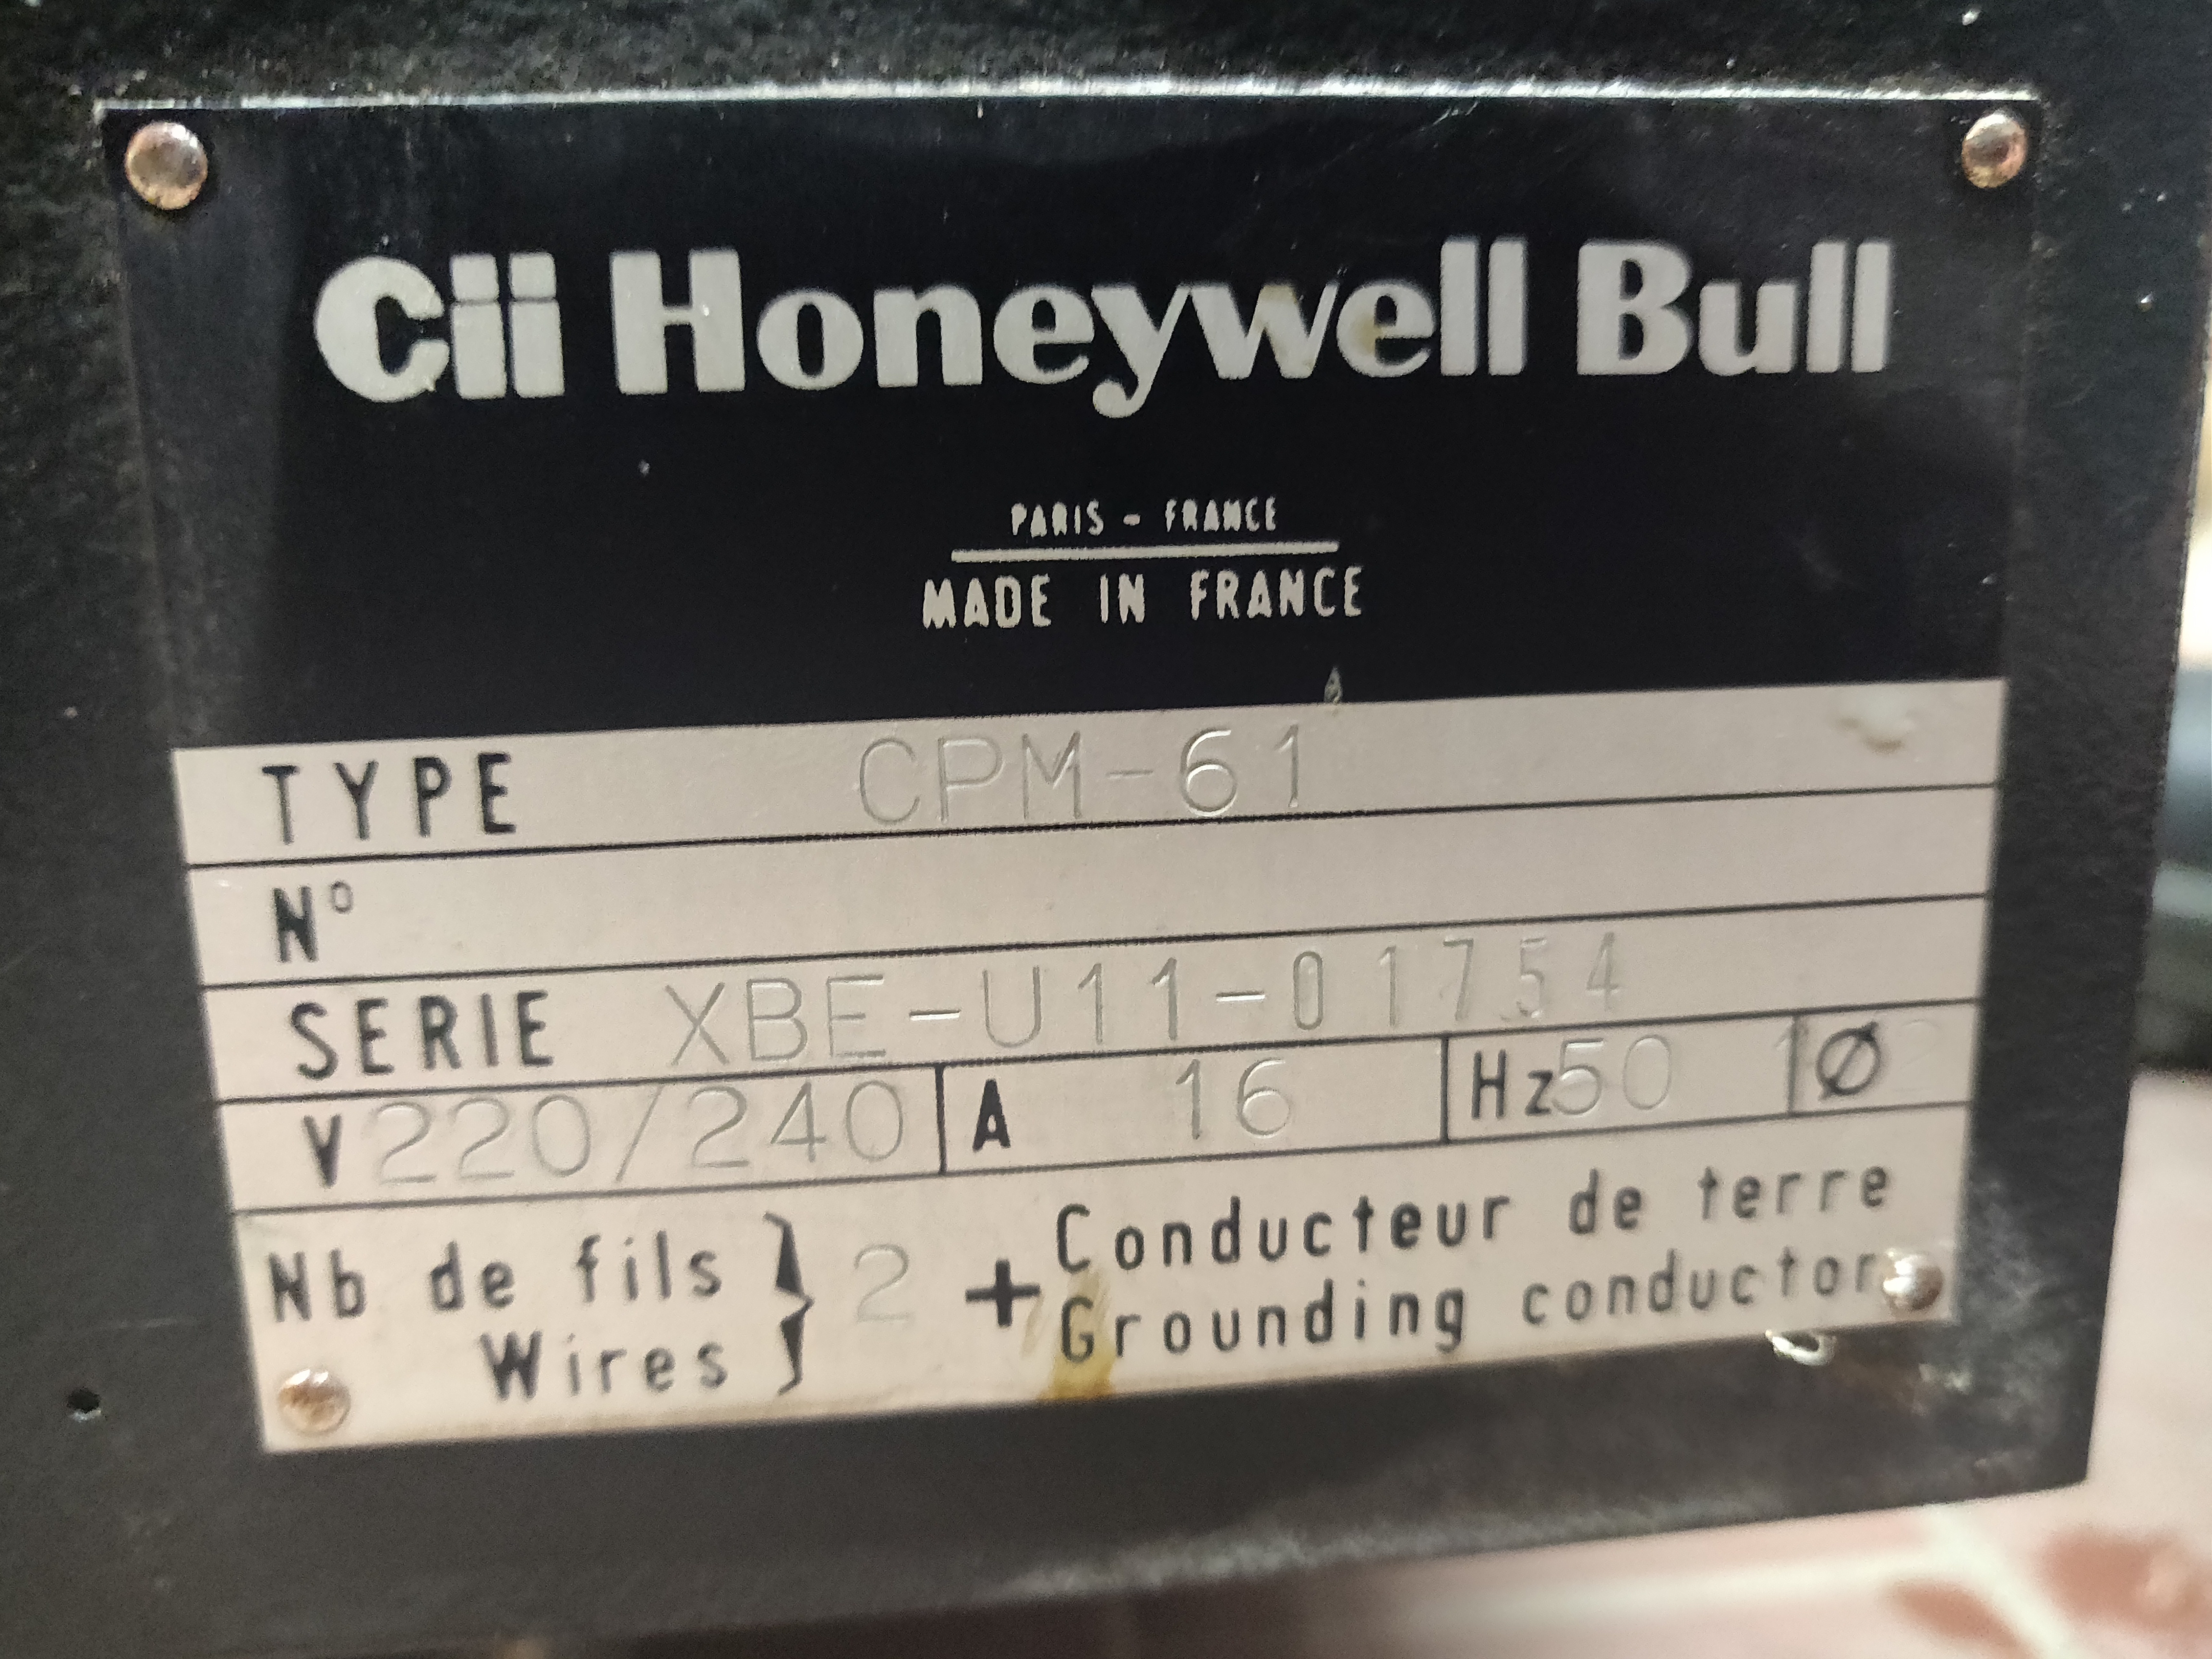 Cii Honeywell Bull
PARIS - FRANCE
MADE IN FRANCE
TYPE CPM-61
N°
SERIE XBE-U11-01754
V 220/240 A 16 Hz 50 1 Ø
Nb de fils } 2 + Conducteur de terre
Wires Grounding conductor